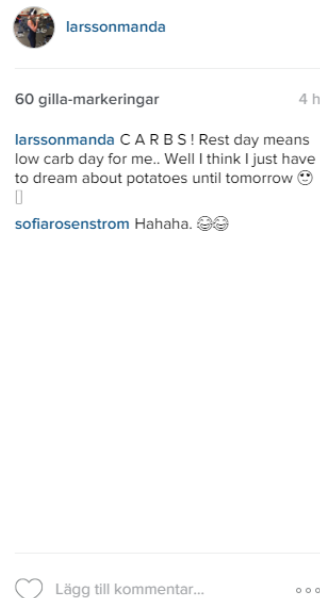 larssonmanda
60 gilla-markeringar 4 h
larssonmanda C A R B S ! Rest day means
low carb day for me.. Well I think I just have
to dream about potatoes until tomorrow 🙂
▯
sofiarosenstrom Hahaha. 😂😂
Lägg till kommentar...